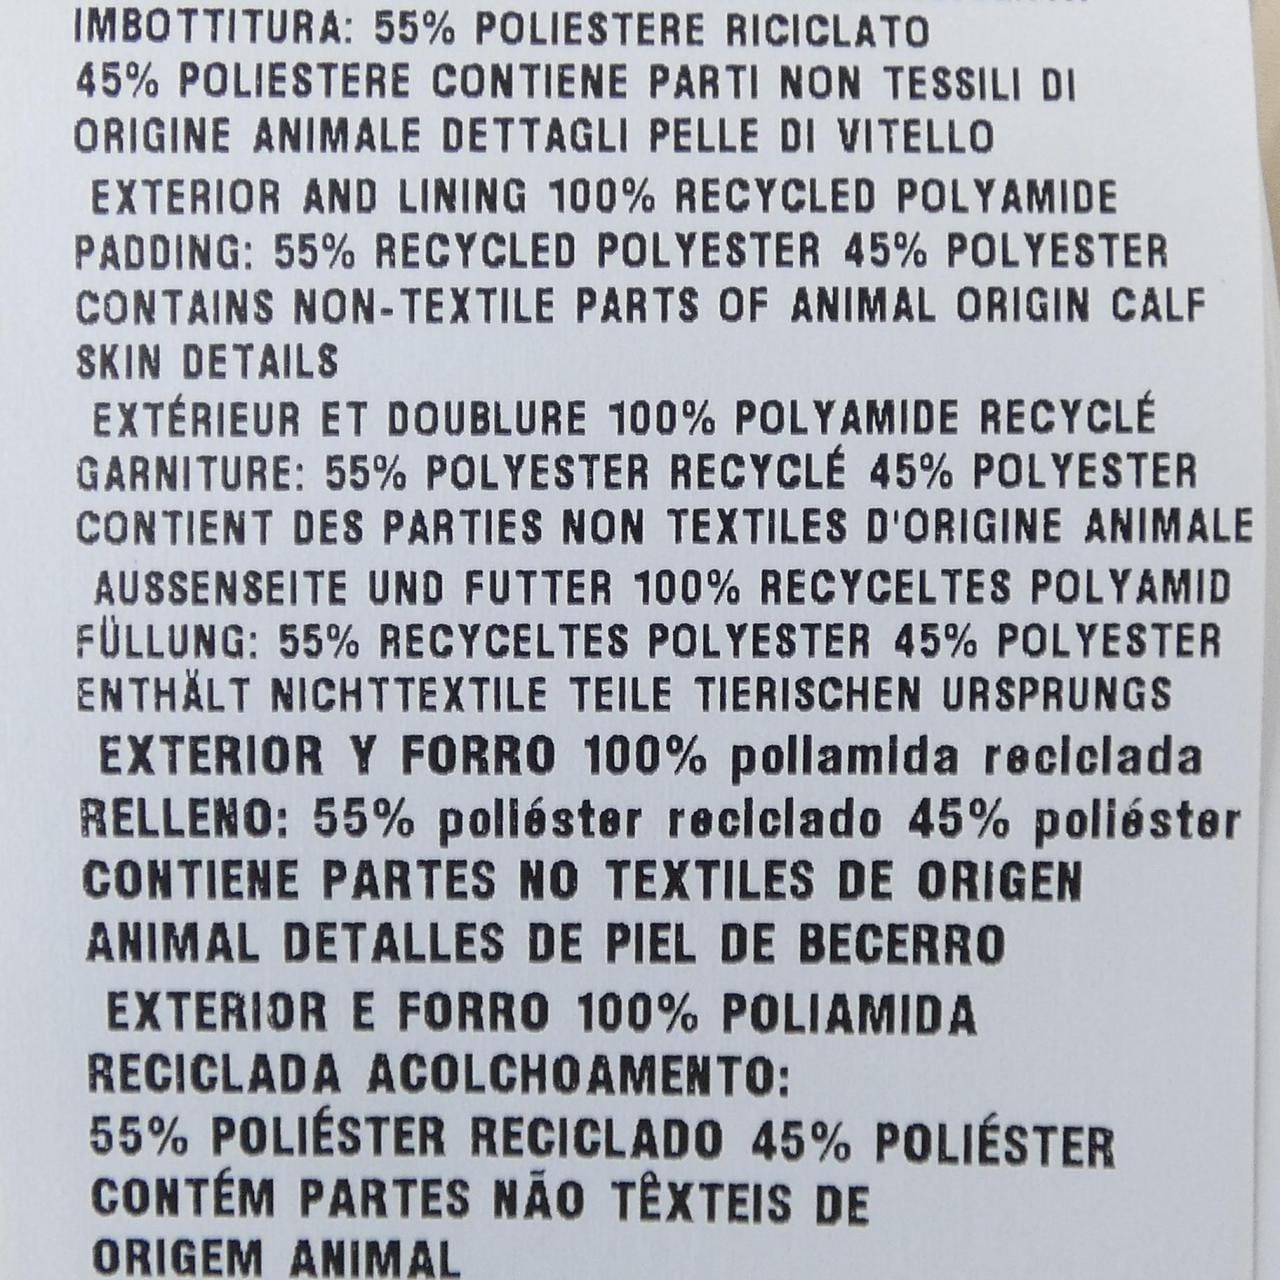 IMBOTTITURA: 55% POLIESTERE RICICLATO
45% POLIESTERE CONTIENE PARTI NON TESSILI DI
ORIGINE ANIMALE DETTAGLI PELLE DI VITELLO
EXTERIOR AND LINING 100% RECYCLED POLYAMIDE
PADDING: 55% RECYCLED POLYESTER 45% POLYESTER
CONTAINS NON-TEXTILE PARTS OF ANIMAL ORIGIN CALF
SKIN DETAILS
EXTÉRIEUR ET DOUBLURE 100% POLYAMIDE RECYCLÉ
GARNITURE: 55% POLYESTER RECYCLÉ 45% POLYESTER
CONTIENT DES PARTIES NON TEXTILES D'ORIGINE ANIMALE
AUSSENSEITE UND FUTTER 100% RECYCELTES POLYAMID
FÜLLUNG: 55% RECYCELTES POLYESTER 45% POLYESTER
ENTHÄLT NICHTTEXTILE TEILE TIERISCHEN URSPRUNGS
EXTERIOR Y FORRO 100% poliamida reciclada
RELLENO: 55% poliéster reciclado 45% poliéster
CONTIENE PARTES NO TEXTILES DE ORIGEN
ANIMAL DETALLES DE PIEL DE BECERRO
EXTERIOR E FORRO 100% POLIAMIDA
RECICLADA ACOLCHOAMENTO:
55% POLIÉSTER RECICLADO 45% POLIÉSTER
CONTÉM PARTES NÃO TÊXTEIS DE
ORIGEM ANIMAL